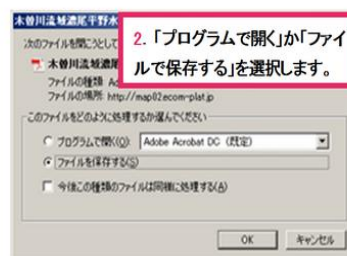 木曽川流域濃尾平野水
2. 「プログラムで開く」か「ファイ
ルで保存する」を選択します。
次のファイルを開こうとして
木曽川流域濃尾
ファイルの種類 Ad
ファイルの場所: http://map02.ecom-plat.jp
このファイルをどのように処理するか選んでください
プログラムで開く(O): Adobe Acrobat DC (既定)
ファイルを保存する(S)
今後この種類のファイルは同様に処理する(A)
OK キャンセル